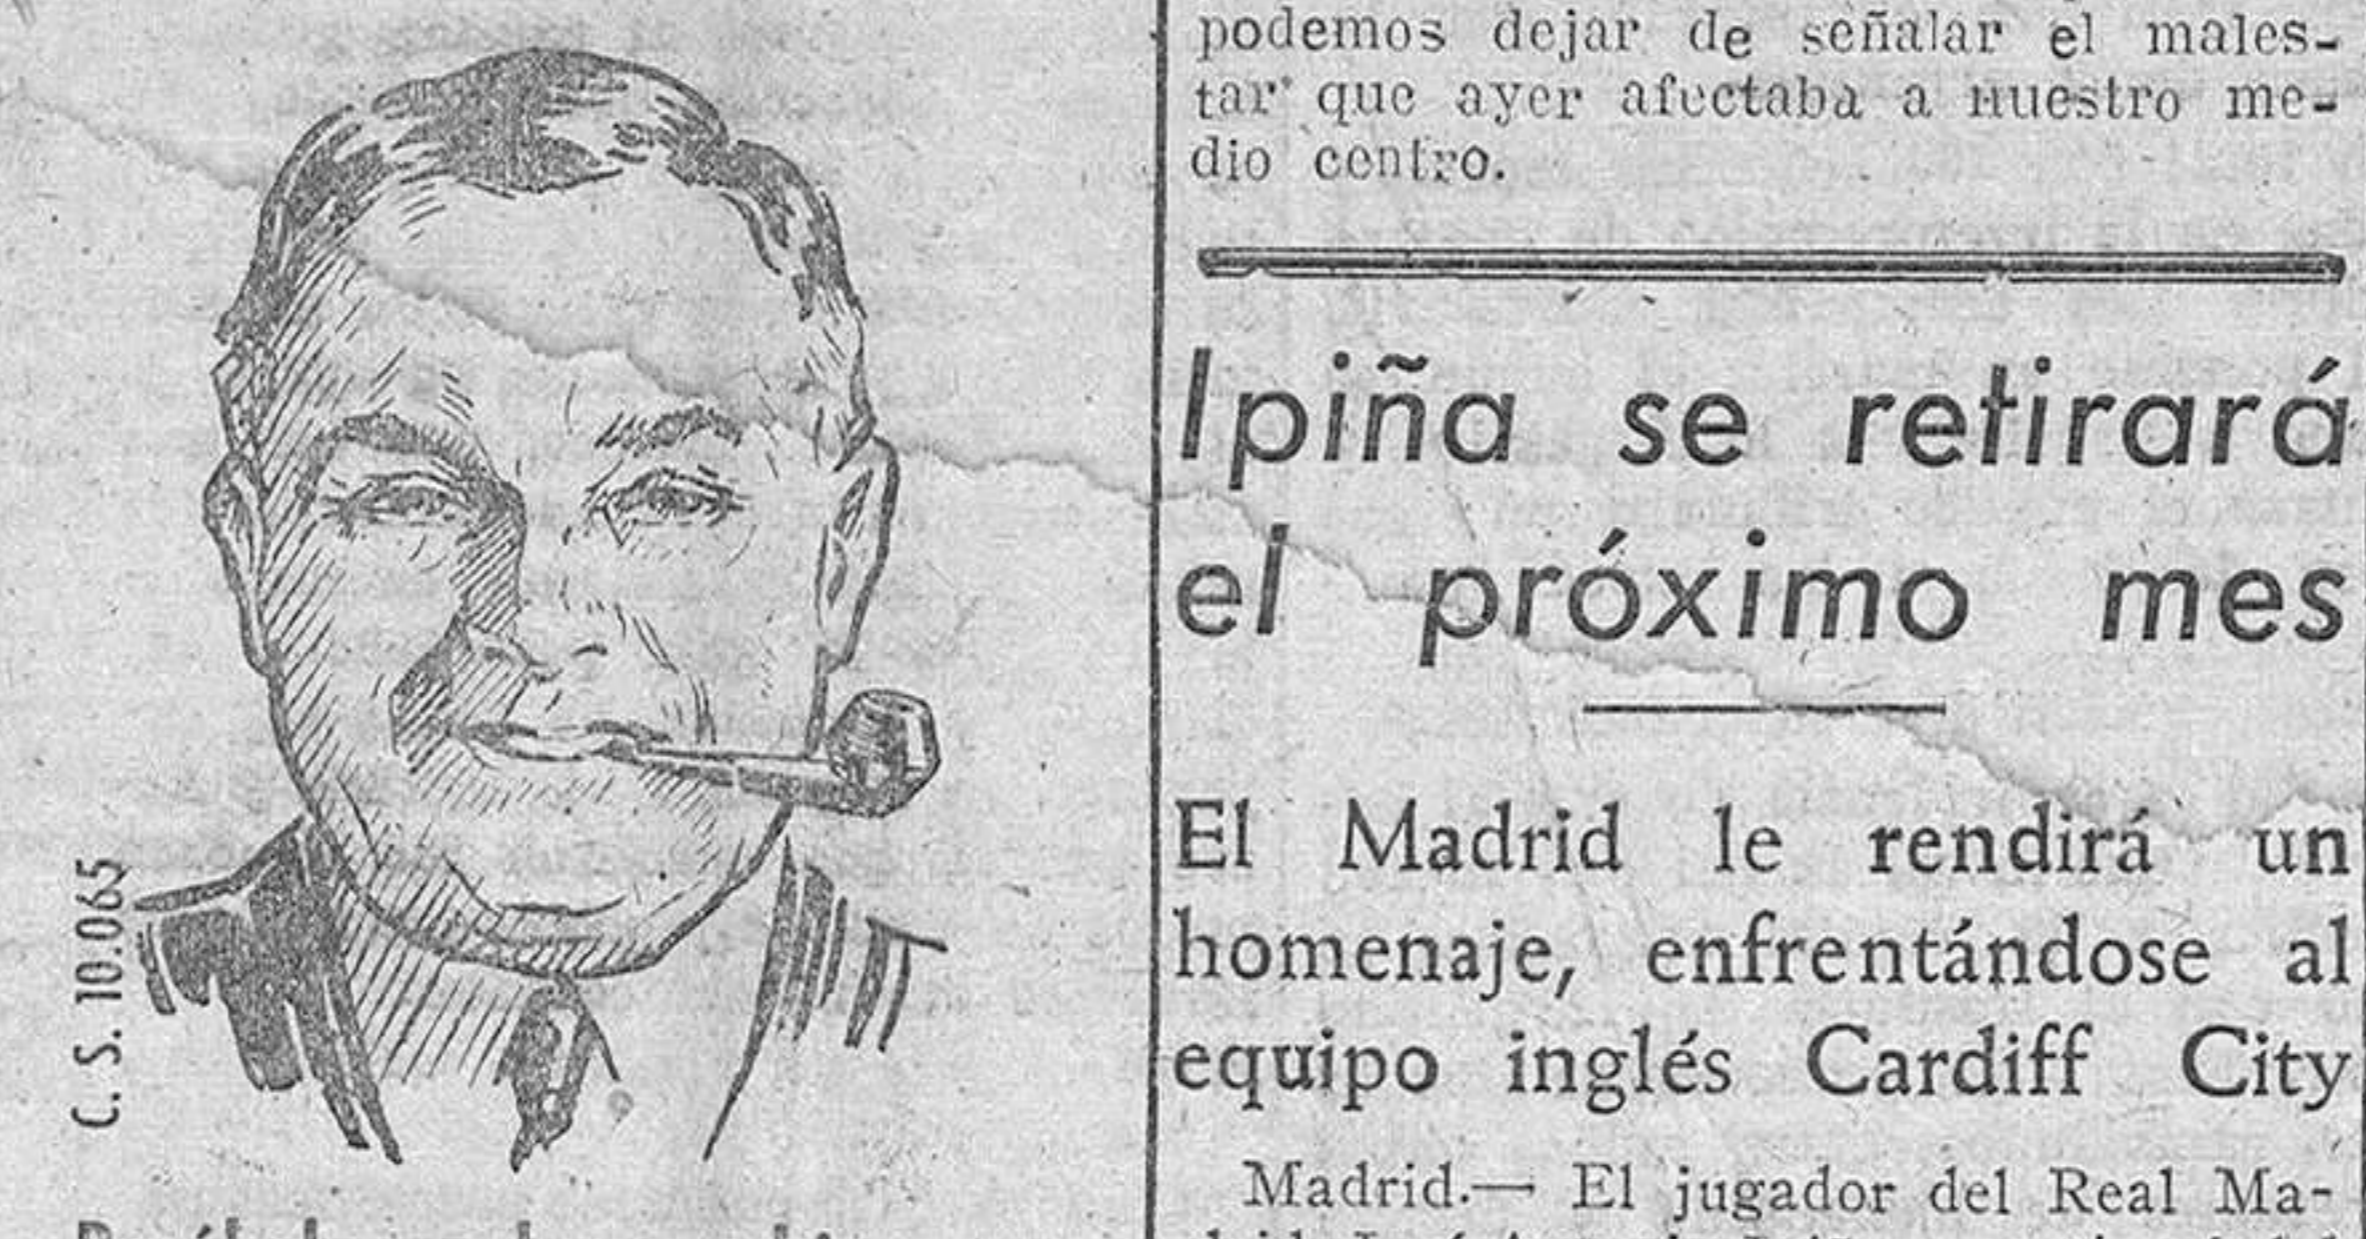 C. S. 10.065
podemos dejar de señalar el males-
tar que ayer afectaba a nuestro me-
dio centro.
Ipiña se retirará
el próximo mes
El Madrid le rendirá un
homenaje, enfrentándose al
equipo inglés Cardiff City
Madrid.— El jugador del Real Ma-